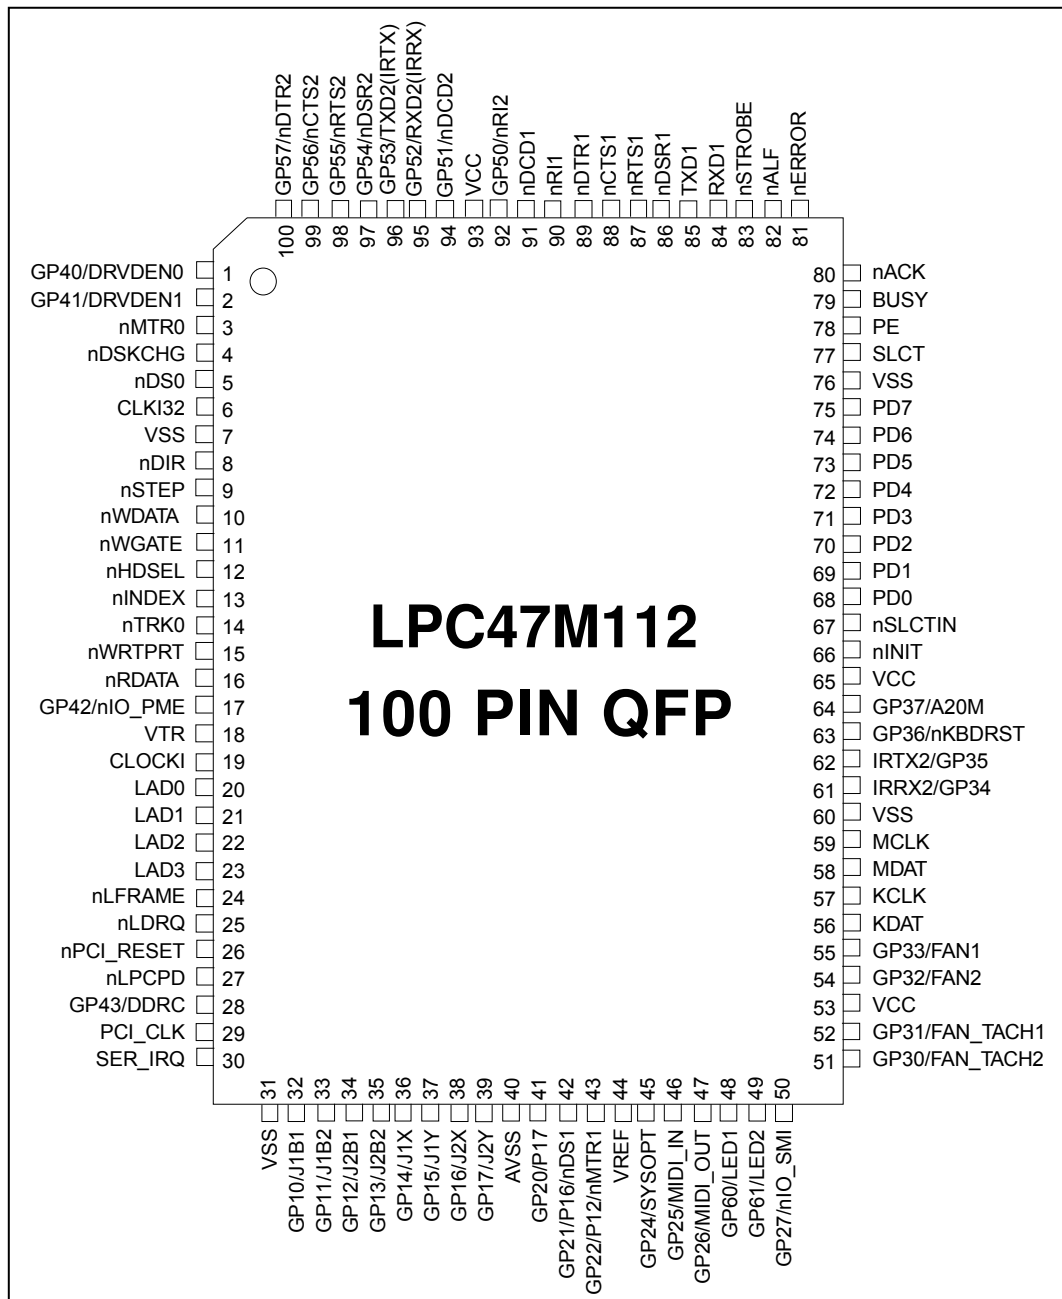 GP57/nDTR2
GP56/nCTS2
GP55/nRTS2
GP54/nDSR2
GP53/TXD2(IRTX)
GP52/RXD2(IRRX)
GP51/nDCD2
VCC
GP50/nRI2
nDCD1
nRI1
nDTR1
nCTS1
nRTS1
nDSR1
TXD1
RXD1
nSTROBE
nALF
nERROR
100
99
98
97
96
95
94
93
92
91
90
89
88
87
86
85
84
83
82
81
GP40/DRVDEN0 1
GP41/DRVDEN1 2
nMTR0 3
nDSKCHG 4
nDS0 5
CLKI32 6
VSS 7
nDIR 8
nSTEP 9
nWDATA 10
nWGATE 11
nHDSEL 12
nINDEX 13
nTRK0 14
nWRTPRT 15
nRDATA 16
GP42/nIO_PME 17
VTR 18
CLOCKI 19
LAD0 20
LAD1 21
LAD2 22
LAD3 23
nLFRAME 24
nLDRQ 25
nPCI_RESET 26
nLPCPD 27
GP43/DDRC 28
PCI_CLK 29
SER_IRQ 30
LPC47M112
100 PIN QFP
80 nACK
79 BUSY
78 PE
77 SLCT
76 VSS
75 PD7
74 PD6
73 PD5
72 PD4
71 PD3
70 PD2
69 PD1
68 PD0
67 nSLCTIN
66 nINIT
65 VCC
64 GP37/A20M
63 GP36/nKBDRST
62 IRTX2/GP35
61 IRRX2/GP34
60 VSS
59 MCLK
58 MDAT
57 KCLK
56 KDAT
55 GP33/FAN1
54 GP32/FAN2
53 VCC
52 GP31/FAN_TACH1
51 GP30/FAN_TACH2
31
32
33
34
35
36
37
38
39
40
41
42
43
44
45
46
47
48
49
50
VSS
GP10/J1B1
GP11/J1B2
GP12/J2B1
GP13/J2B2
GP14/J1X
GP15/J1Y
GP16/J2X
GP17/J2Y
AVSS
GP20/P17
GP21/P16/nDS1
GP22/P12/nMTR1
VREF
GP24/SYSOPT
GP25/MIDI_IN
GP26/MIDI_OUT
GP60/LED1
GP61/LED2
GP27/nIO_SMI